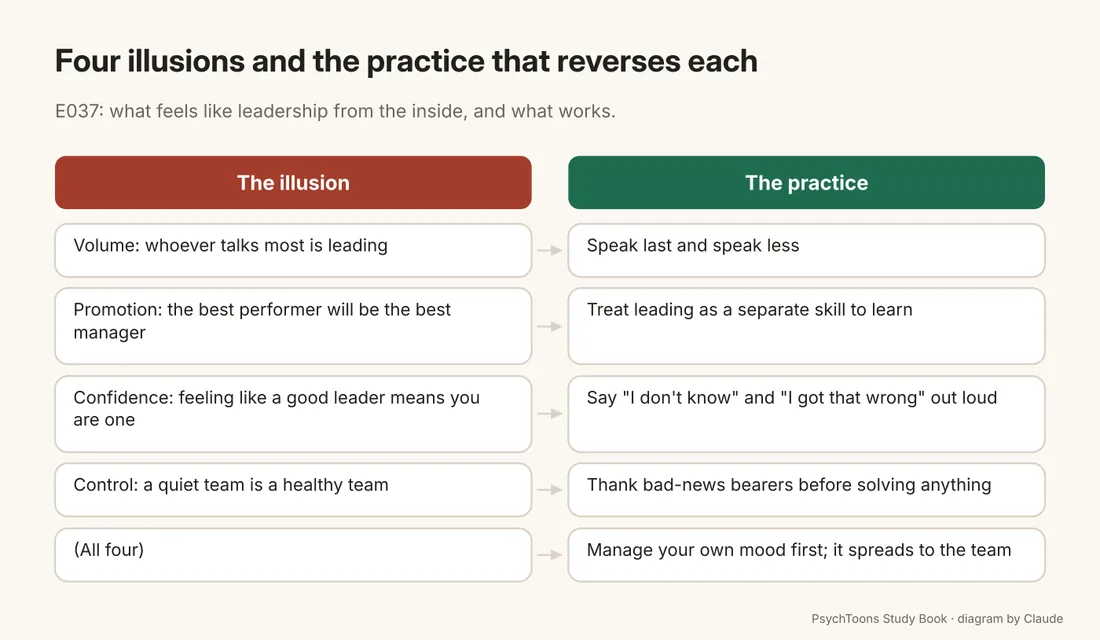 Four illusions and the practice that reverses each
E037: what feels like leadership from the inside, and what works.
The illusion
The practice
Volume: whoever talks most is leading
Speak last and speak less
Promotion: the best performer will be the best
manager
Treat leading as a separate skill to learn
Confidence: feeling like a good leader means you
are one
Say "I don't know" and "I got that wrong" out loud
Control: a quiet team is a healthy team
Thank bad-news bearers before solving anything
(All four)
Manage your own mood first; it spreads to the team
PsychToons Study Book · diagram by Claude